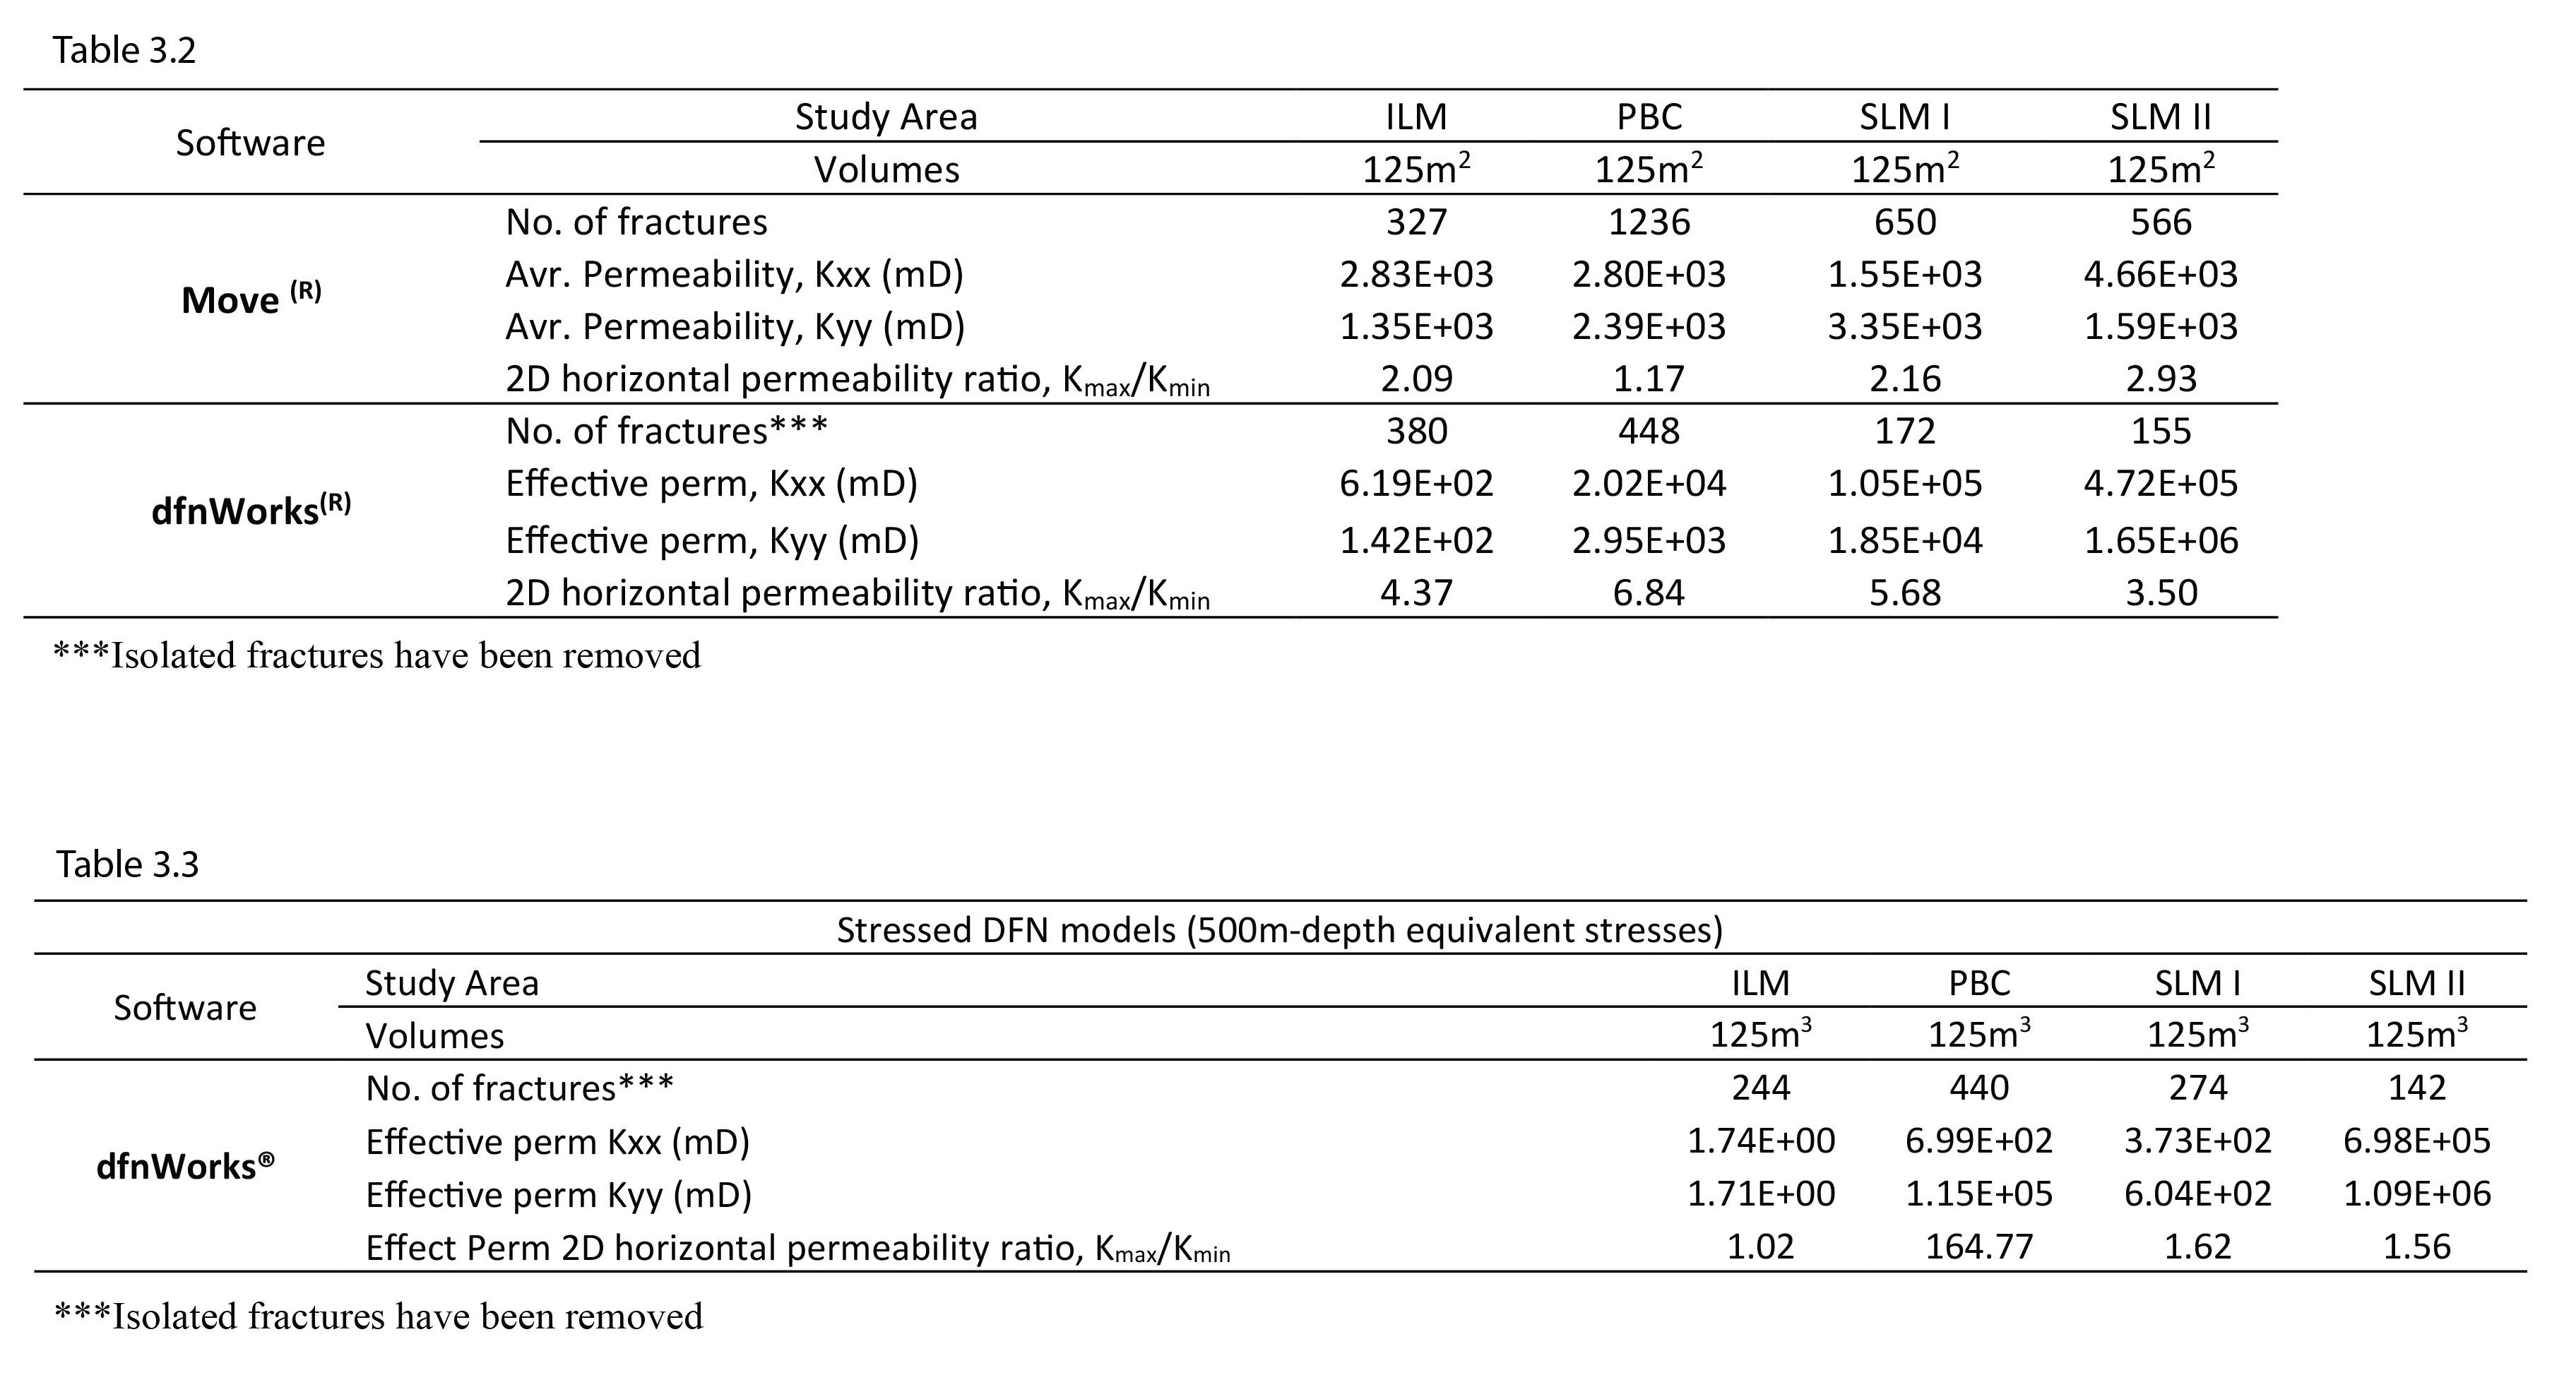 Table 3.2
Software Study Area ILM PBC SLM I SLM II
Volumes 125m² 125m² 125m² 125m²
Move (R) No. of fractures 327 1236 650 566
Avr. Permeability, Kxx (mD) 2.83E+03 2.80E+03 1.55E+03 4.66E+03
Avr. Permeability, Kyy (mD) 1.35E+03 2.39E+03 3.35E+03 1.59E+03
2D horizontal permeability ratio, Kmax/Kmin 2.09 1.17 2.16 2.93
dfnWorks(R) No. of fractures*** 380 448 172 155
Effective perm, Kxx (mD) 6.19E+02 2.02E+04 1.05E+05 4.72E+05
Effective perm, Kyy (mD) 1.42E+02 2.95E+03 1.85E+04 1.65E+06
2D horizontal permeability ratio, Kmax/Kmin 4.37 6.84 5.68 3.50
***Isolated fractures have been removed
Table 3.3
Stressed DFN models (500m-depth equivalent stresses)
Software Study Area ILM PBC SLM I SLM II
Volumes 125m³ 125m³ 125m³ 125m³
dfnWorks® No. of fractures*** 244 440 274 142
Effective perm Kxx (mD) 1.74E+00 6.99E+02 3.73E+02 6.98E+05
Effective perm Kyy (mD) 1.71E+00 1.15E+05 6.04E+02 1.09E+06
Effect Perm 2D horizontal permeability ratio, Kmax/Kmin 1.02 164.77 1.62 1.56
***Isolated fractures have been removed